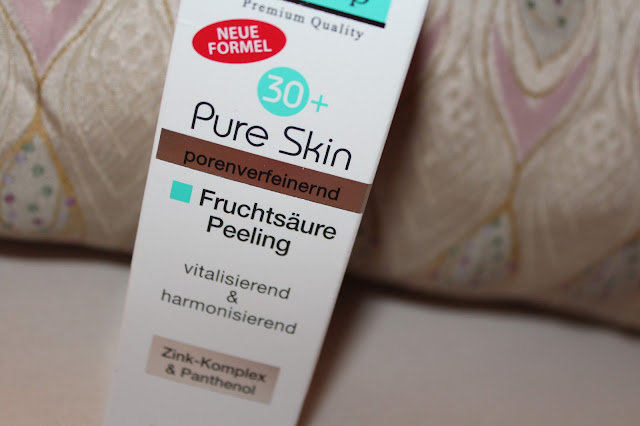 Premium Quality
NEUE
FORMEL
30+
Pure Skin
porenverfeinernd
Fruchtsäure
Peeling
vitalisierend
&
harmonisierend
Zink-Komplex
& Panthenol